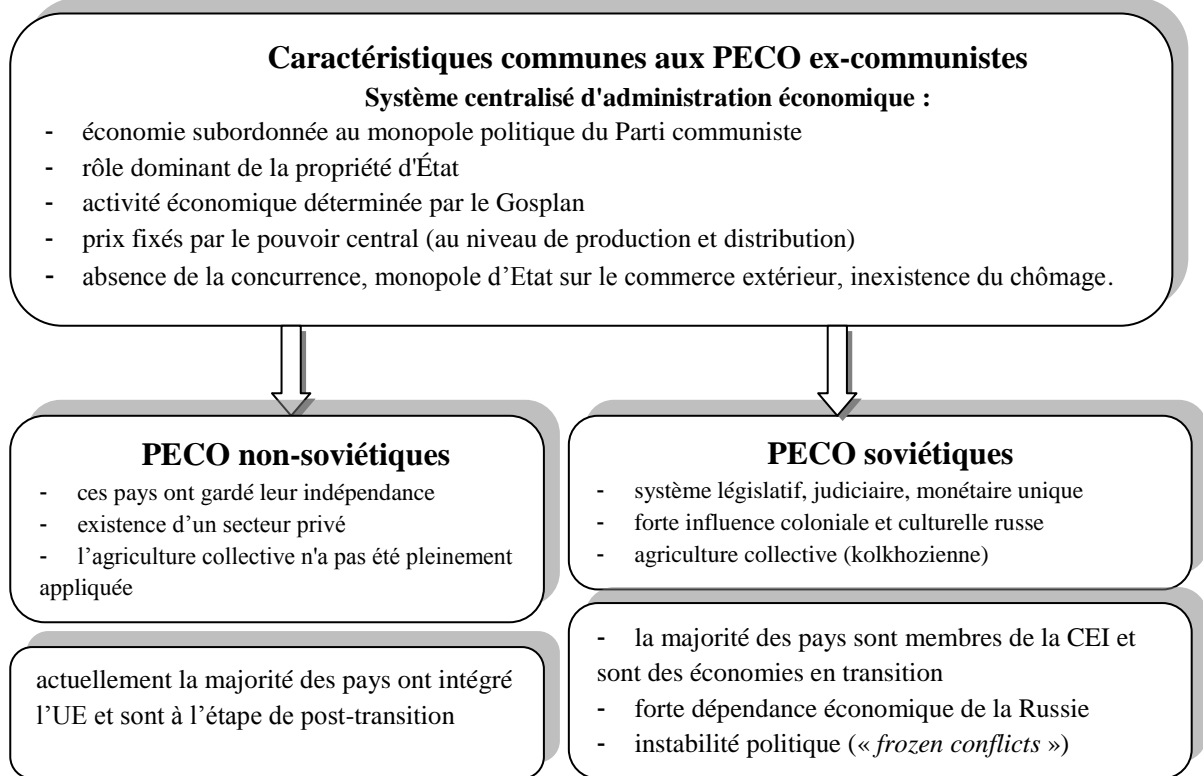 Caractéristiques communes aux PECO ex-communistes
Système centralisé d'administration économique :
- économie subordonnée au monopole politique du Parti communiste
- rôle dominant de la propriété d'État
- activité économique déterminée par le Gosplan
- prix fixés par le pouvoir central (au niveau de production et distribution)
- absence de la concurrence, monopole d’Etat sur le commerce extérieur, inexistence du chômage.
PECO non-soviétiques
- ces pays ont gardé leur indépendance
- existence d’un secteur privé
- l’agriculture collective n'a pas été pleinement
appliquée
actuellement la majorité des pays ont intégré
l’UE et sont à l’étape de post-transition
PECO soviétiques
- système législatif, judiciaire, monétaire unique
- forte influence coloniale et culturelle russe
- agriculture collective (kolkhozienne)
- la majorité des pays sont membres de la CEI et
sont des économies en transition
- forte dépendance économique de la Russie
- instabilité politique (« frozen conflicts »)